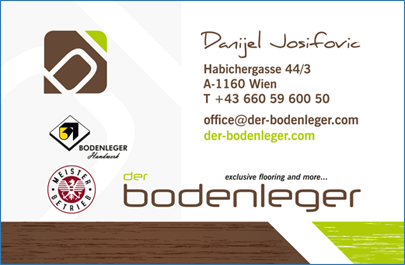 Danijel Josifovic
Habichergasse 44/3
A-1160 Wien
T +43 660 59 600 50
office@der-bodenleger.com
der-bodenleger.com
BODENLEGER
Handwerk
MEISTER
BETRIEB
der
exclusive flooring and more...
bodenleger